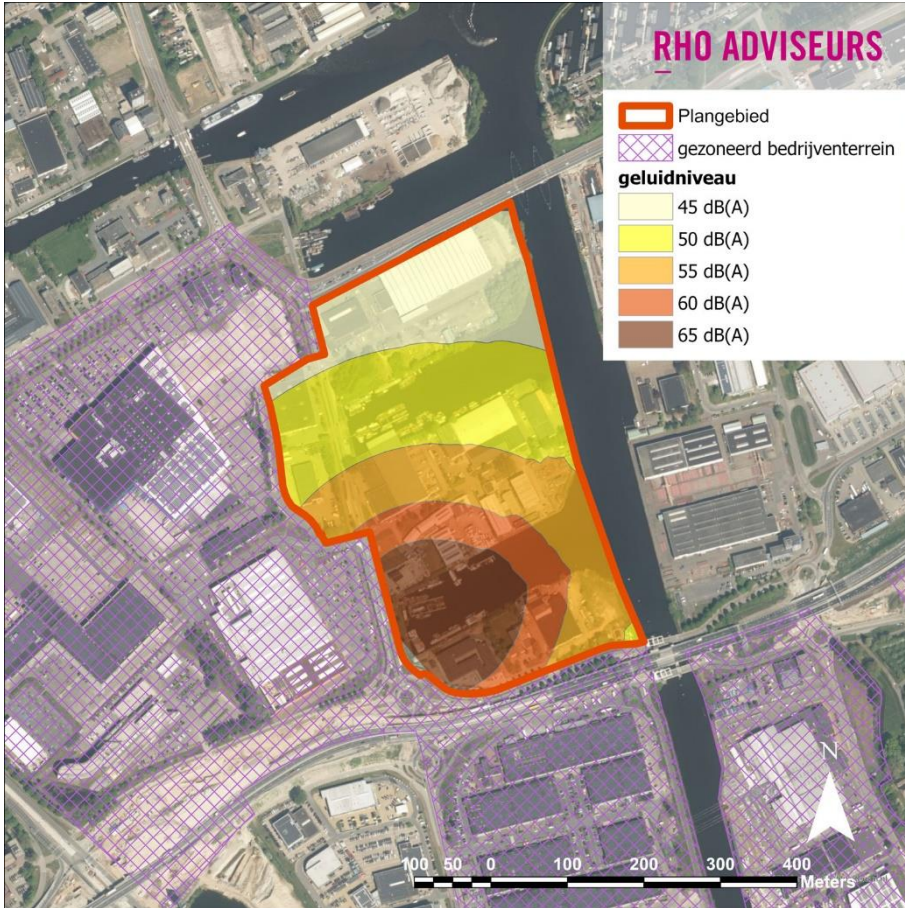 RHO ADVISEURS
Plangebied
gezoneerd bedrijventerrein
geluidniveau
45 dB(A)
50 dB(A)
55 dB(A)
60 dB(A)
65 dB(A)
N
100 50 0 100 200 300 400
Meters